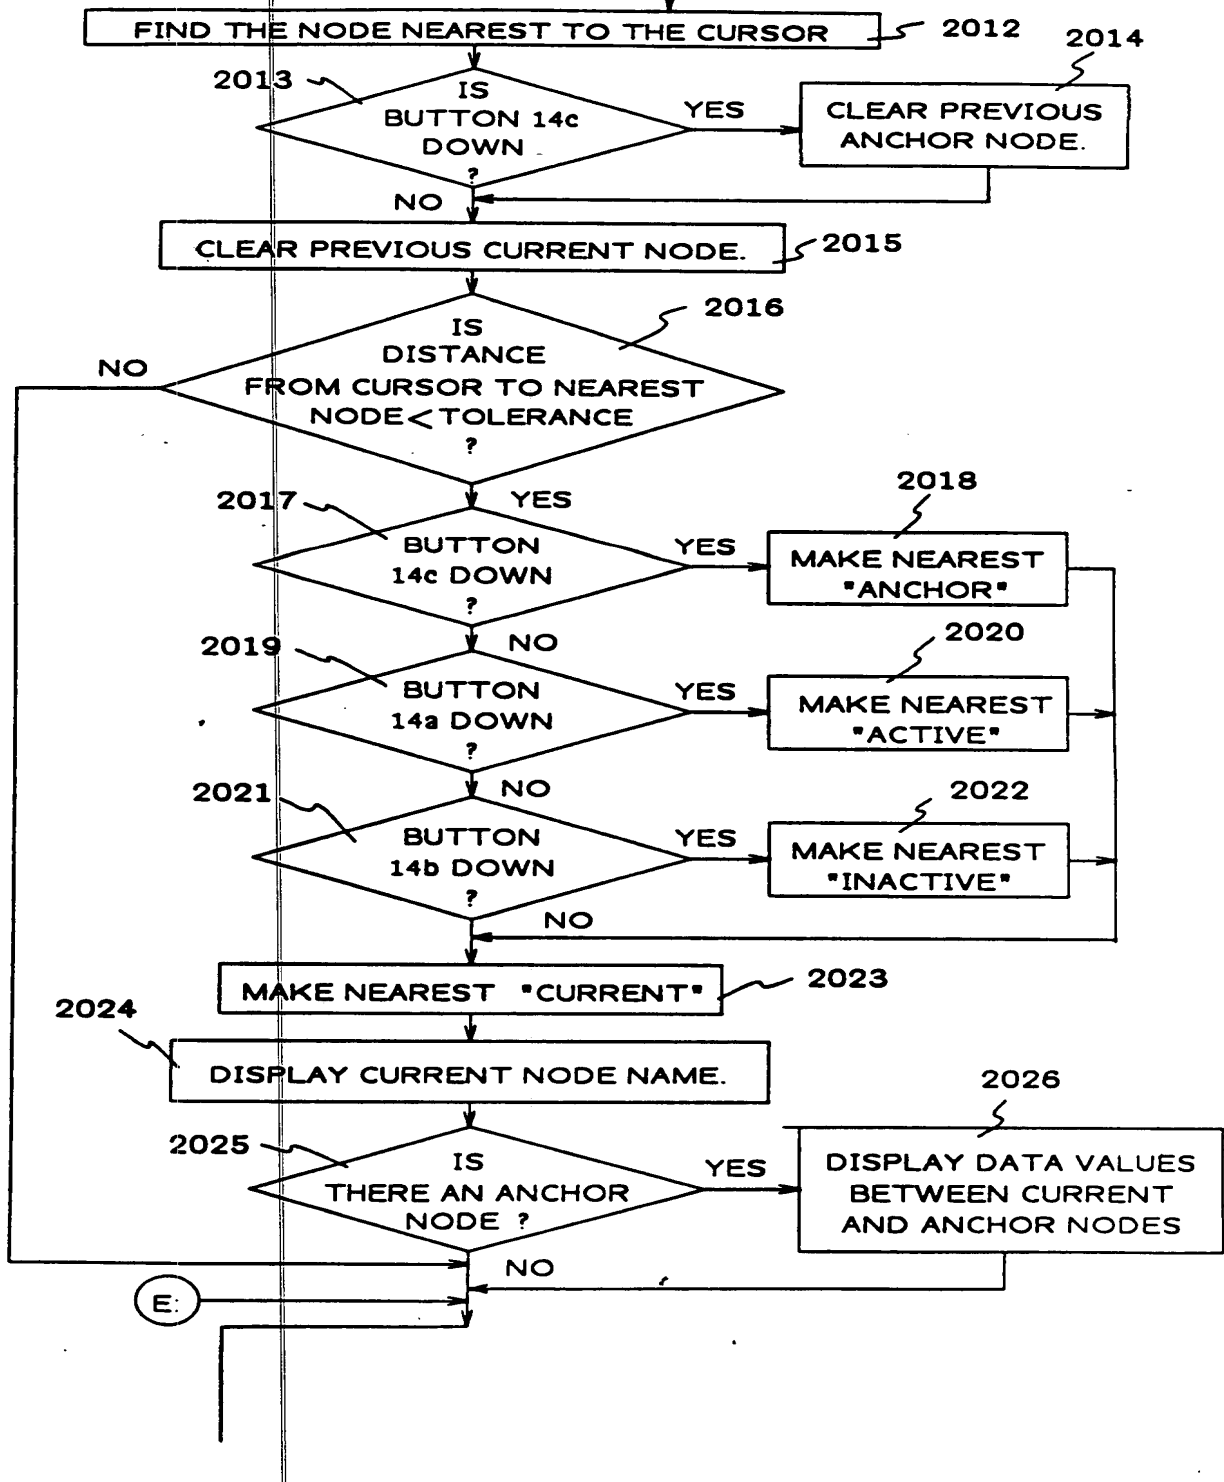 FIND THE NODE NEAREST TO THE CURSOR
2012
2013
IS
BUTTON 14c
DOWN
?
YES
2014
CLEAR PREVIOUS
ANCHOR NODE.
NO
CLEAR PREVIOUS CURRENT NODE.
2015
2016
IS
DISTANCE
FROM CURSOR TO NEAREST
NODE<TOLERANCE
?
NO
YES
2017
BUTTON
14c DOWN
?
YES
2018
MAKE NEAREST
"ANCHOR"
NO
2019
BUTTON
14a DOWN
?
YES
2020
MAKE NEAREST
"ACTIVE"
NO
2021
BUTTON
14b DOWN
?
YES
2022
MAKE NEAREST
"INACTIVE"
NO
MAKE NEAREST "CURRENT"
2023
2024
DISPLAY CURRENT NODE NAME.
2025
IS
THERE AN ANCHOR
NODE ?
YES
2026
DISPLAY DATA VALUES
BETWEEN CURRENT
AND ANCHOR NODES
NO
E: